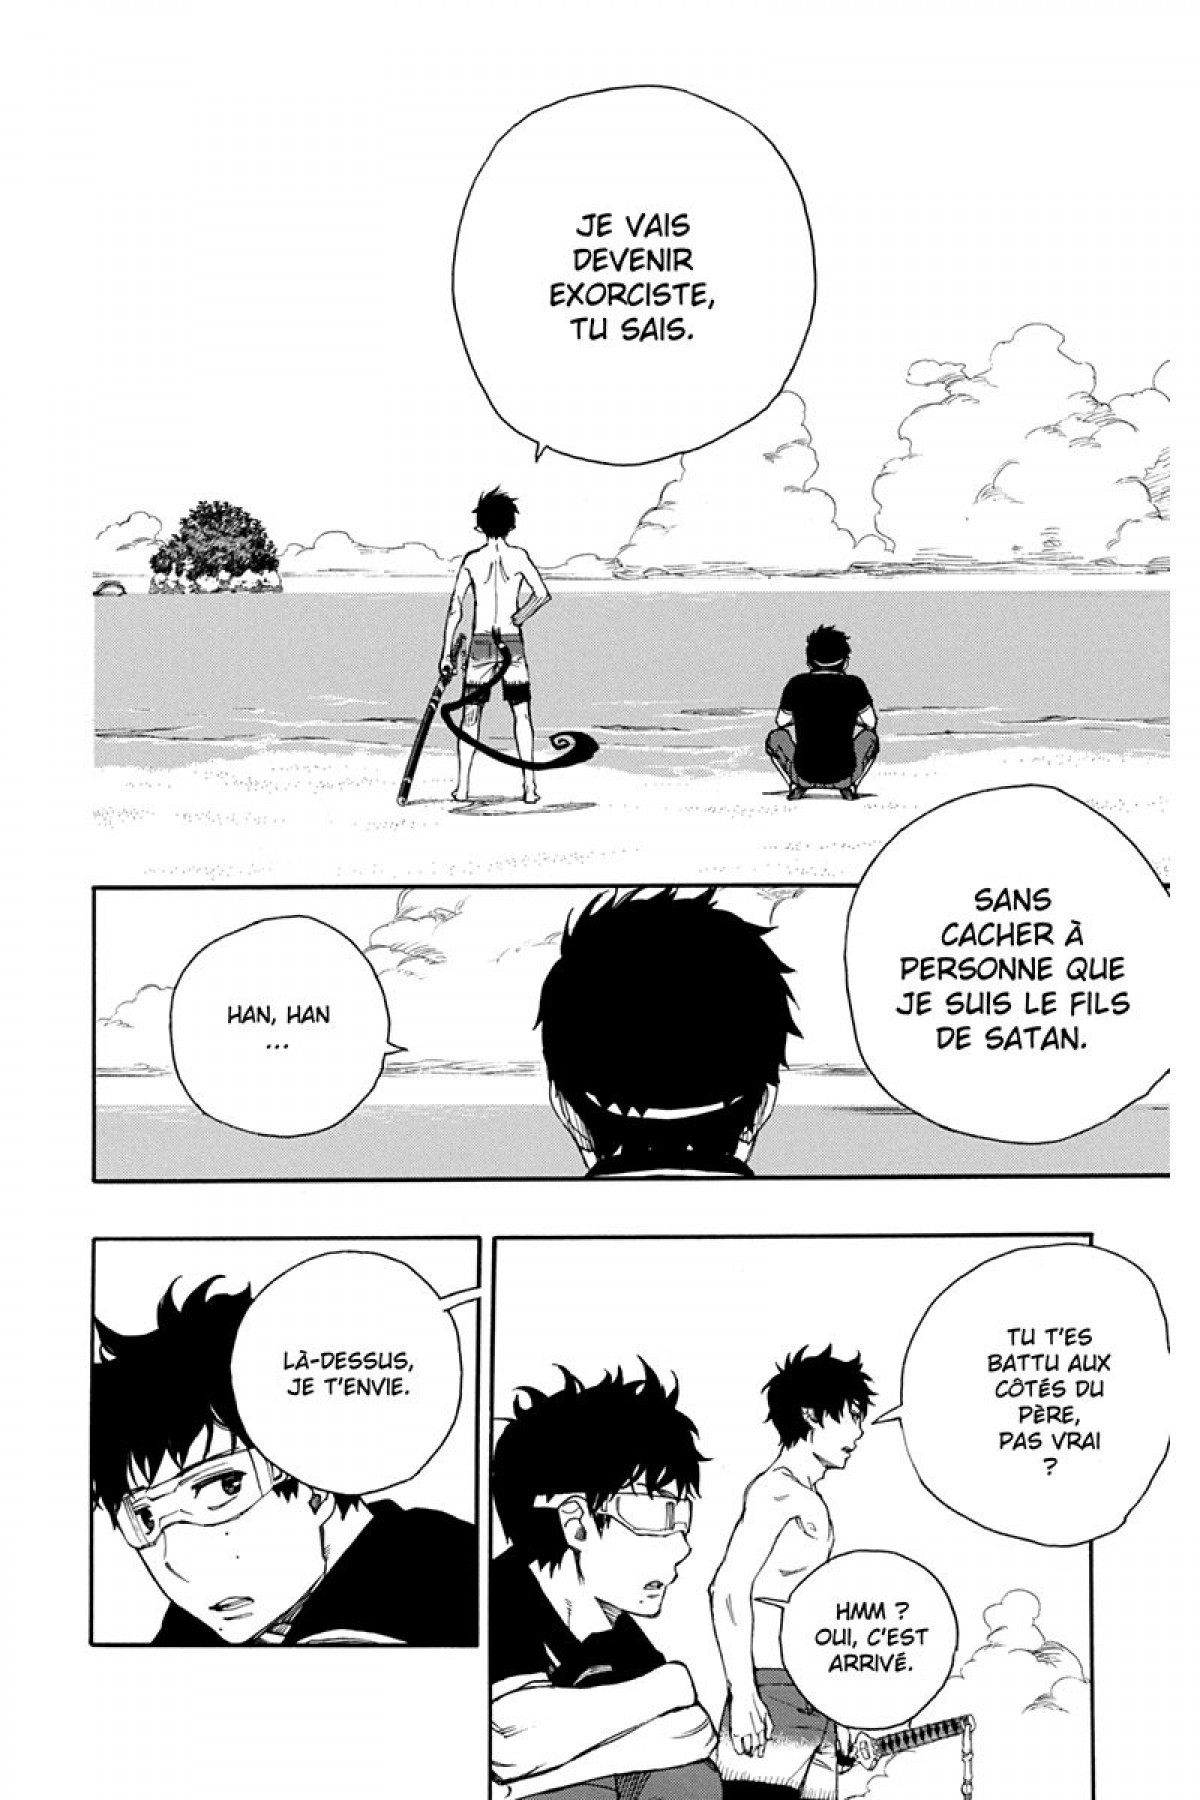 JE VAIS
DEVENIR
EXORCISTE,
TU SAIS.
SANS
CACHER À
PERSONNE QUE
JE SUIS LE FILS
DE SATAN.
HAN, HAN
...
TU T'ES
BATTU AUX
CÔTÉS DU
PÈRE,
PAS VRAI
?
HMM ?
OUI, C'EST
ARRIVÉ.
LÀ-DESSUS,
JE T'ENVIE.